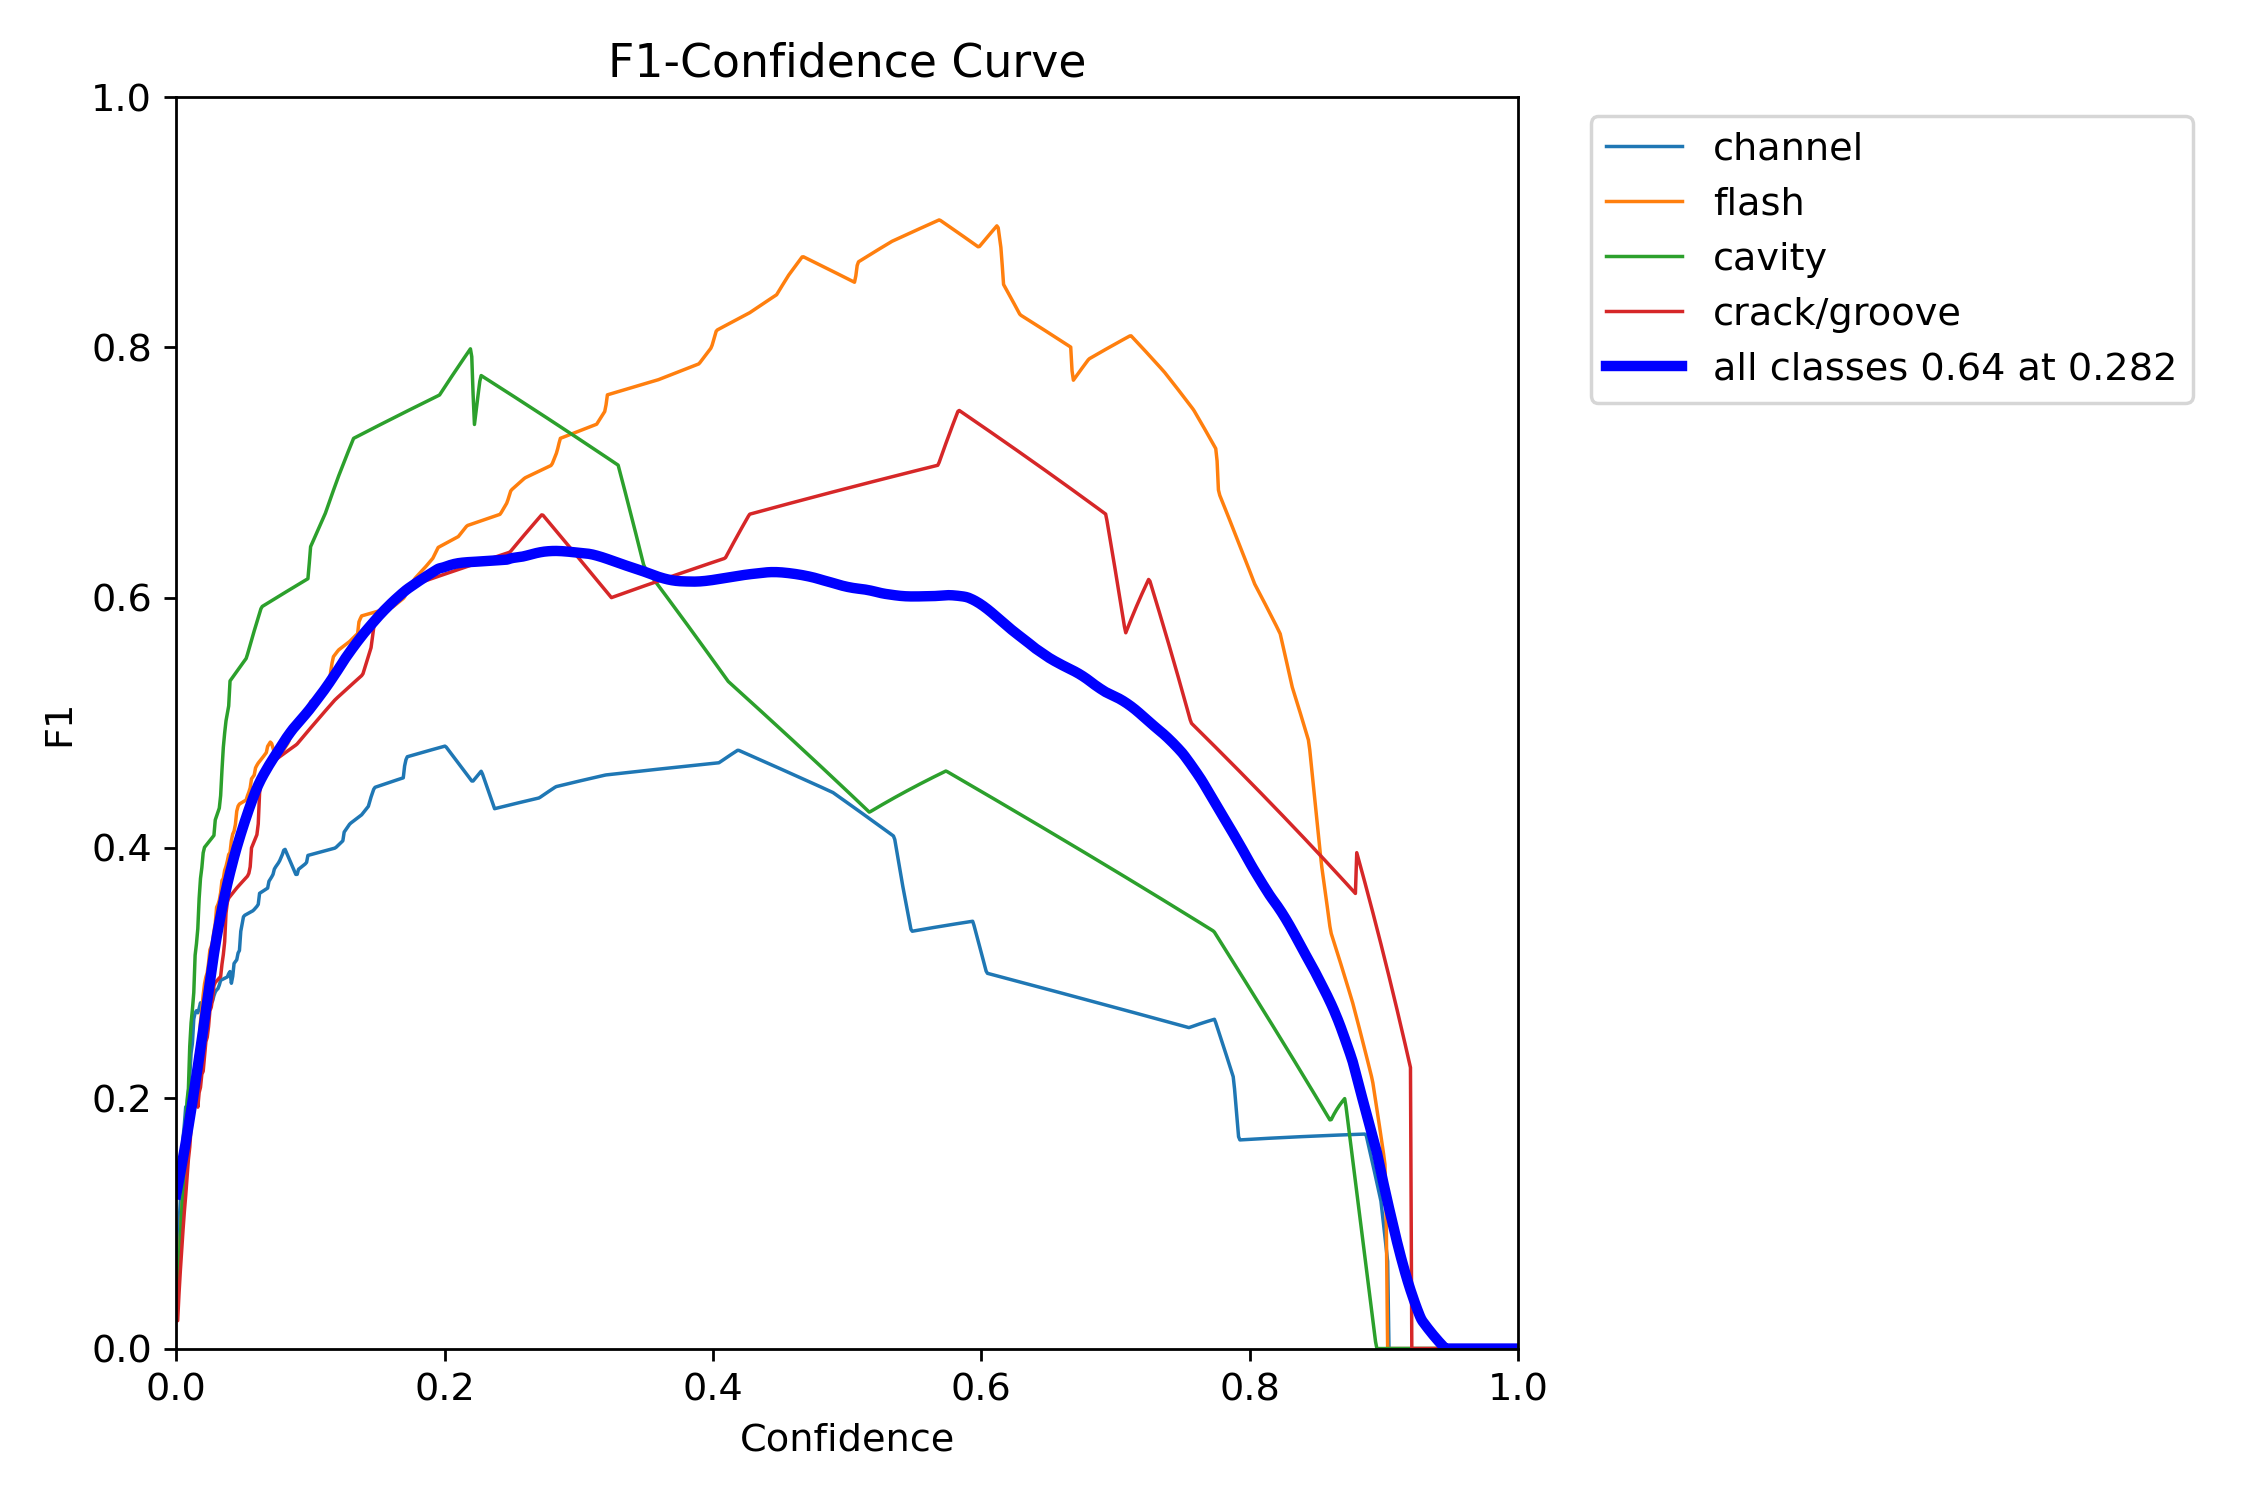 F1-Confidence Curve
1.0
0.8
0.6
0.4
0.2
0.0
F1
0.0 0.2 0.4 0.6 0.8 1.0
Confidence
channel
flash
cavity
crack/groove
all classes 0.64 at 0.282